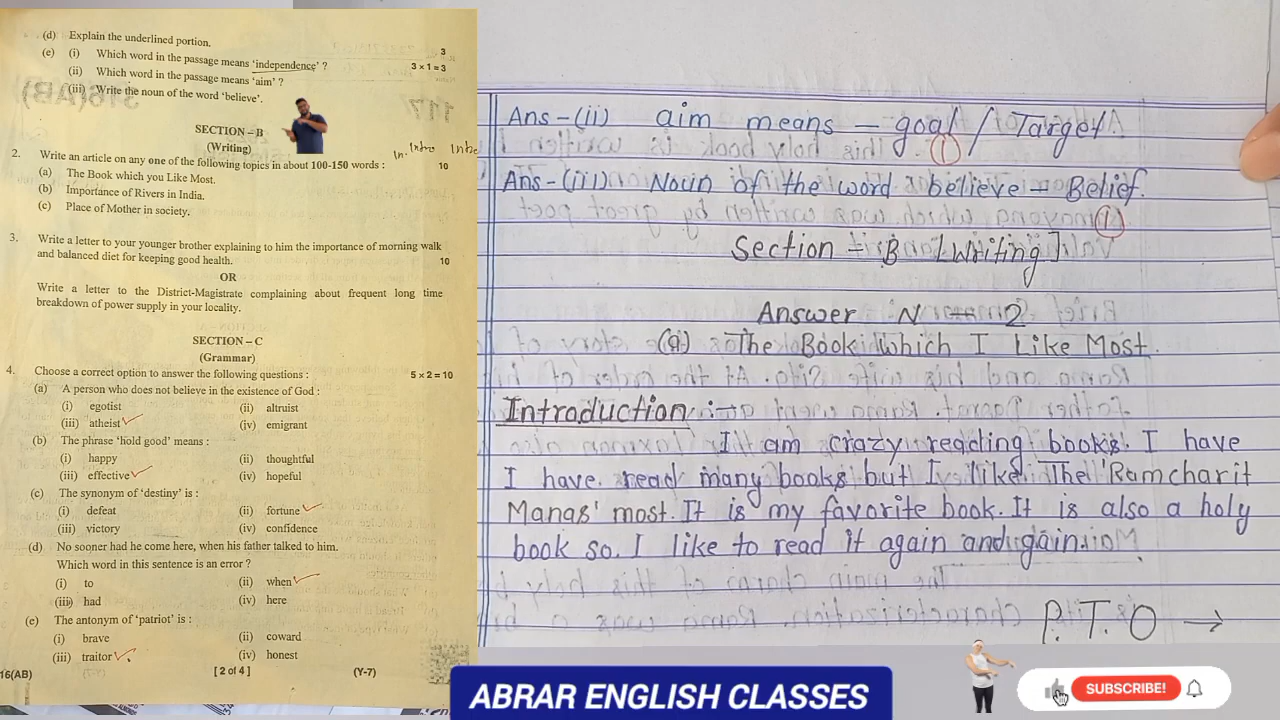 (d) Explain the underlined portion. 3
(e) (i) Which word in the passage means 'independence' ? 3 × 1 = 3
(ii) Which word in the passage means 'aim' ?
(iii) Write the noun of the word 'believe'.
SECTION – B
(Writing)
2. Write an article on any one of the following topics in about 100-150 words : 10
(a) The Book which you Like Most.
(b) Importance of Rivers in India.
(c) Place of Mother in society.
3. Write a letter to your younger brother explaining to him the importance of morning walk
and balanced diet for keeping good health. 10
OR
Write a letter to the District-Magistrate complaining about frequent long time
breakdown of power supply in your locality.
SECTION – C
(Grammar)
4. Choose a correct option to answer the following questions : 5 × 2 = 10
(a) A person who does not believe in the existence of God :
(i) egotist (ii) altruist
(iii) atheist (iv) emigrant
(b) The phrase 'hold good' means :
(i) happy (ii) thoughtful
(iii) effective (iv) hopeful
(c) The synonym of 'destiny' is :
(i) defeat (ii) fortune
(iii) victory (iv) confidence
(d) No sooner had he come here, when his father talked to him.
Which word in this sentence is an error ?
(i) to (ii) when
(iii) had (iv) here
(e) The antonym of 'patriot' is :
(i) brave (ii) coward
(iii) traitor (iv) honest
16(AB) [ 2 of 4 ] (Y-7)
Ans-(ii) aim means – goal / Target
(1)
Ans-(iii) Noun of the word believe – Belief.
(1)
Section – B [Writing]
Answer N – 2
(a) The Book which I Like Most.
Introduction :-
I am crazy reading books. I have
I have read many books but I like The 'Ramcharit
Manas' most. It is my favorite book. It is also a holy
book so. I like to read it again and gain.
P.T.O →
ABRAR ENGLISH CLASSES
SUBSCRIBE!